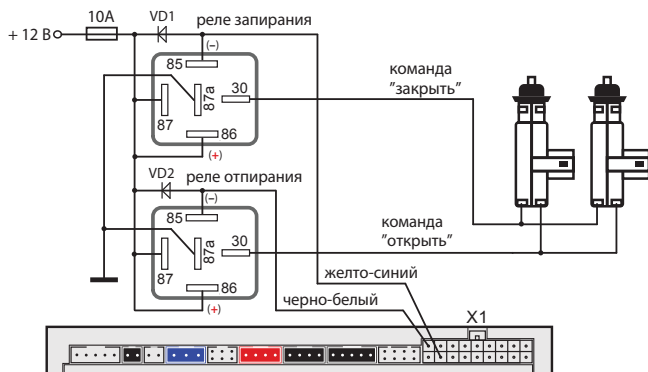 10А
VD1
реле запирания
+ 12 В
(–)
85
30
87a
87
86
(+)
команда
"закрыть"
VD2
реле отпирания
(–)
85
30
87a
87
86
(+)
команда
"открыть"
желто-синий
черно-белый
X1